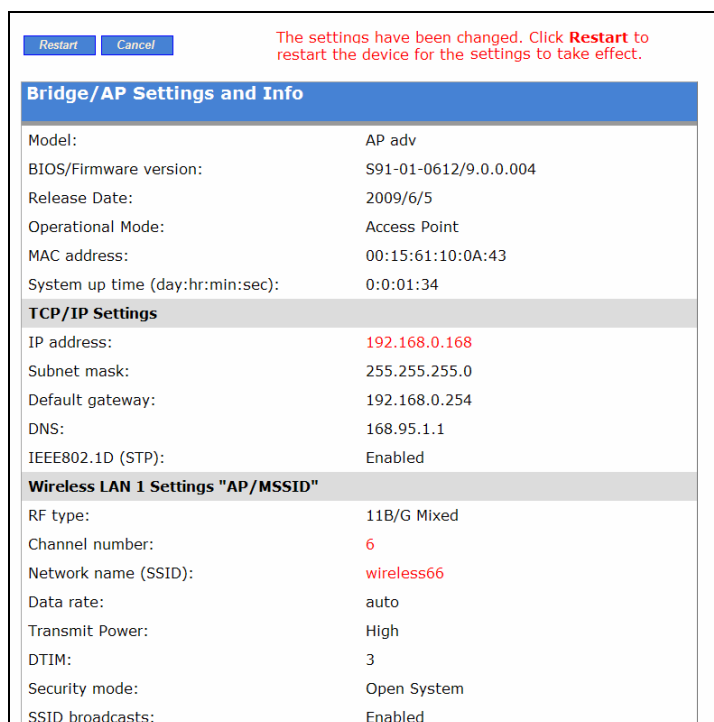 Restart Cancel
The settings have been changed. Click Restart to
restart the device for the settings to take effect.
Bridge/AP Settings and Info
Model: AP adv
BIOS/Firmware version: S91-01-0612/9.0.0.004
Release Date: 2009/6/5
Operational Mode: Access Point
MAC address: 00:15:61:10:0A:43
System up time (day:hr:min:sec): 0:0:01:34
TCP/IP Settings
IP address: 192.168.0.168
Subnet mask: 255.255.255.0
Default gateway: 192.168.0.254
DNS: 168.95.1.1
IEEE802.1D (STP): Enabled
Wireless LAN 1 Settings "AP/MSSID"
RF type: 11B/G Mixed
Channel number: 6
Network name (SSID): wireless66
Data rate: auto
Transmit Power: High
DTIM: 3
Security mode: Open System
SSID broadcasts: Enabled